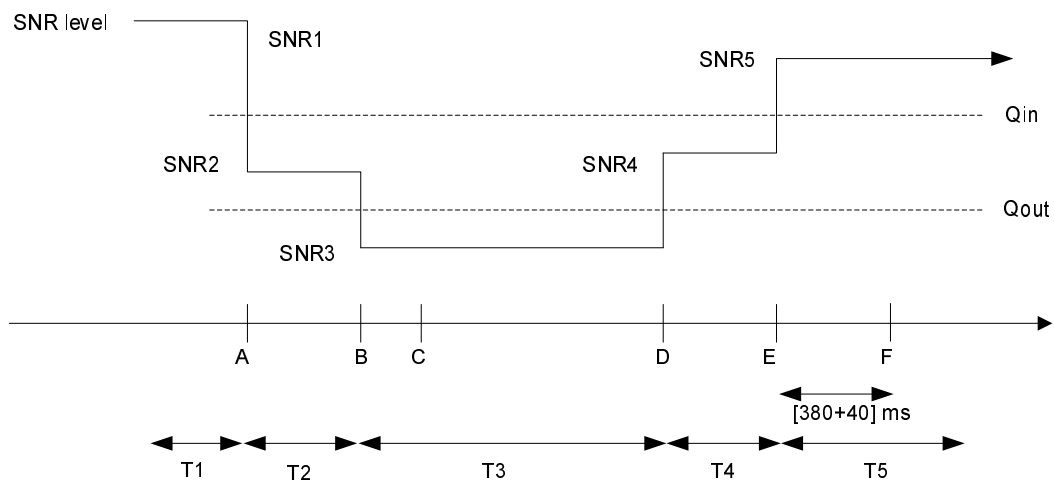 SNR level
SNR1
SNR5
Qin
SNR2
SNR4
Qout
SNR3
A B C D E F
[380+40] ms
T1 T2 T3 T4 T5